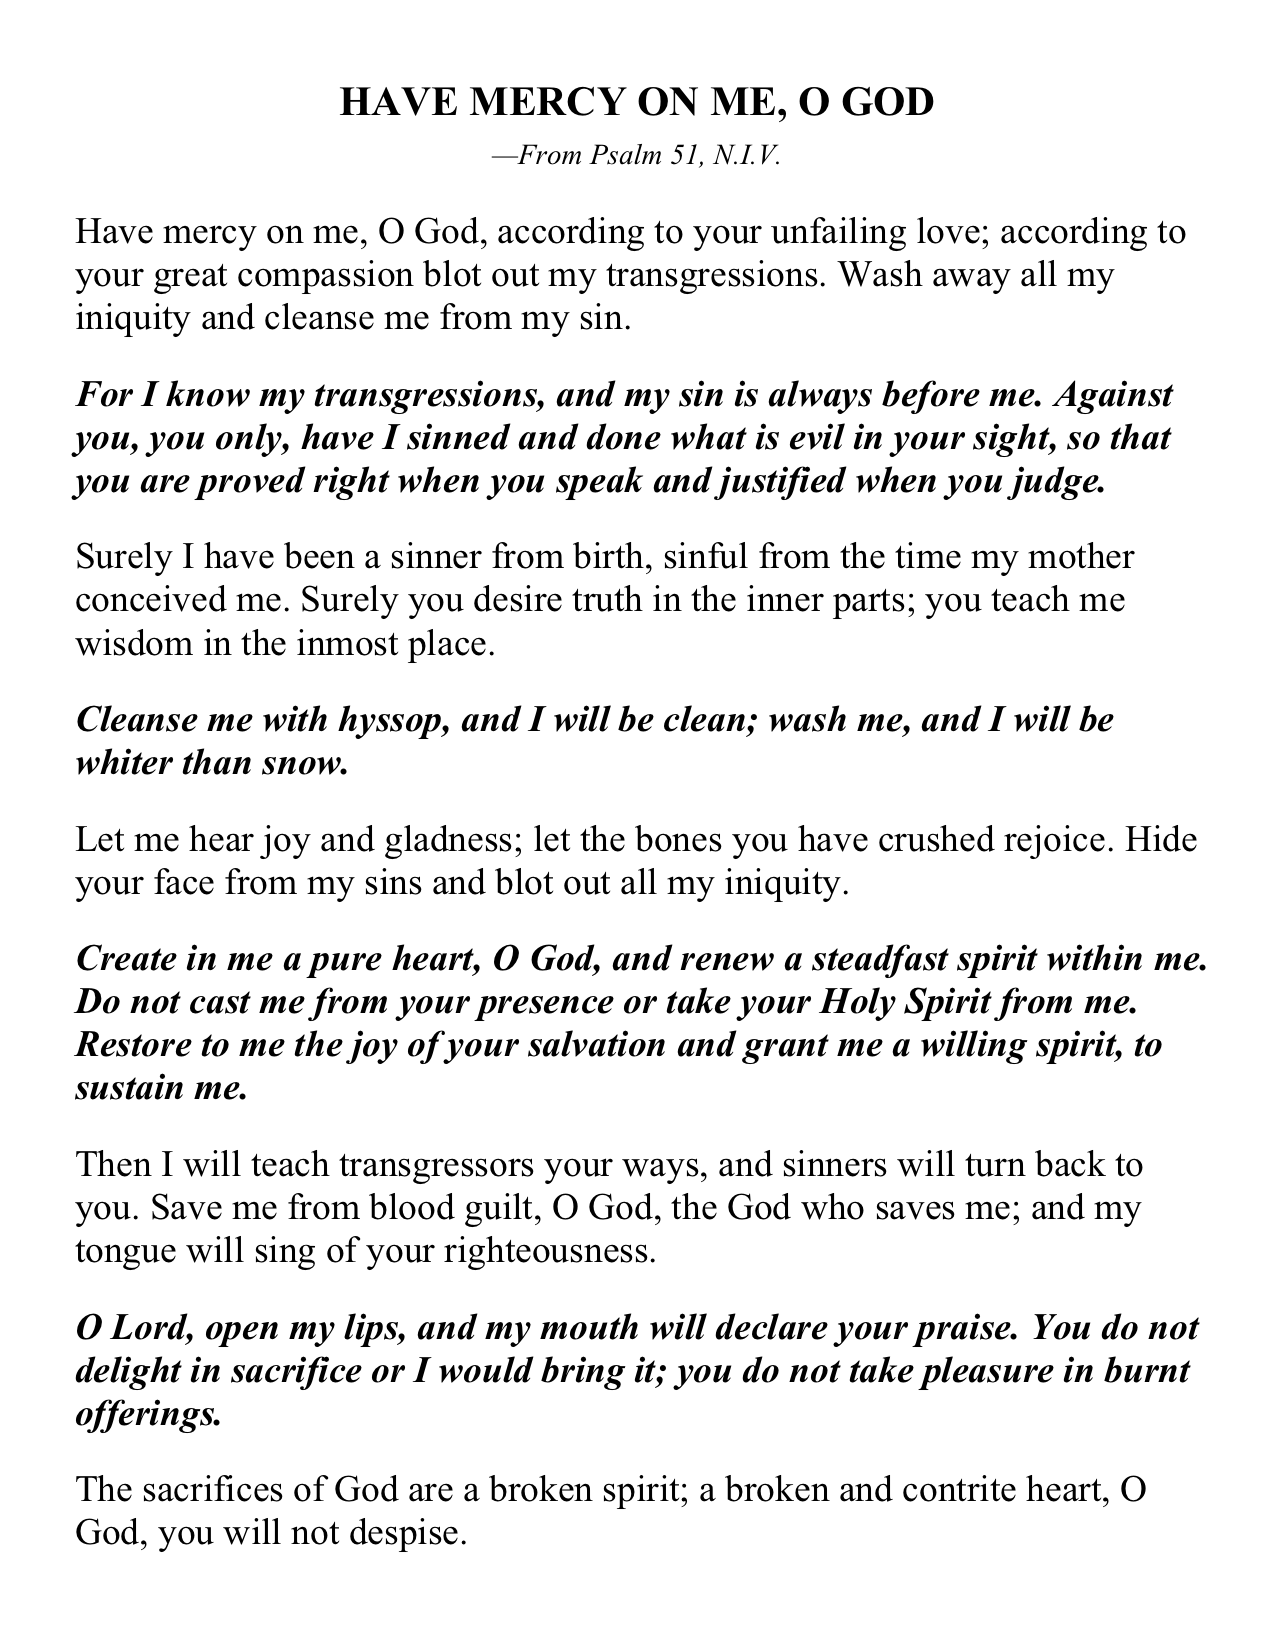 HAVE MERCY ON ME, O GOD
—From Psalm 51, N.I.V.
Have mercy on me, O God, according to your unfailing love; according to
your great compassion blot out my transgressions. Wash away all my
iniquity and cleanse me from my sin.
For I know my transgressions, and my sin is always before me. Against
you, you only, have I sinned and done what is evil in your sight, so that
you are proved right when you speak and justified when you judge.
Surely I have been a sinner from birth, sinful from the time my mother
conceived me. Surely you desire truth in the inner parts; you teach me
wisdom in the inmost place.
Cleanse me with hyssop, and I will be clean; wash me, and I will be
whiter than snow.
Let me hear joy and gladness; let the bones you have crushed rejoice. Hide
your face from my sins and blot out all my iniquity.
Create in me a pure heart, O God, and renew a steadfast spirit within me.
Do not cast me from your presence or take your Holy Spirit from me.
Restore to me the joy of your salvation and grant me a willing spirit, to
sustain me.
Then I will teach transgressors your ways, and sinners will turn back to
you. Save me from blood guilt, O God, the God who saves me; and my
tongue will sing of your righteousness.
O Lord, open my lips, and my mouth will declare your praise. You do not
delight in sacrifice or I would bring it; you do not take pleasure in burnt
offerings.
The sacrifices of God are a broken spirit; a broken and contrite heart, O
God, you will not despise.